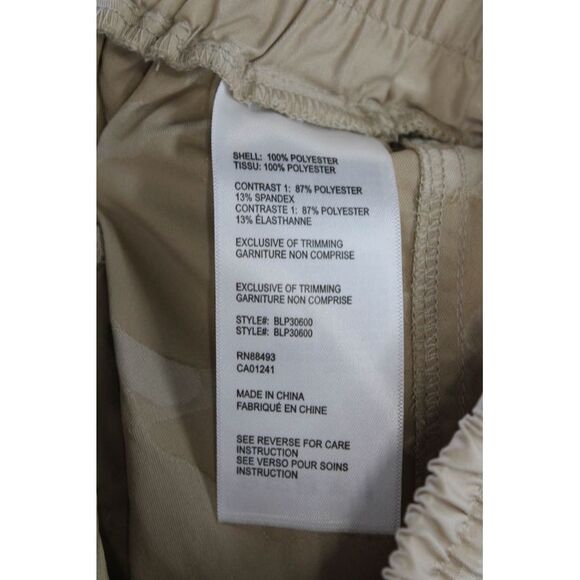 SHELL: 100% POLYESTER
TISSU: 100% POLYESTER
CONTRAST 1: 87% POLYESTER
13% SPANDEX
CONTRASTE 1: 87% POLYESTER
13% ÉLASTHANNE
EXCLUSIVE OF TRIMMING
GARNITURE NON COMPRISE
EXCLUSIVE OF TRIMMING
GARNITURE NON COMPRISE
STYLE#: BLP30600
STYLE#: BLP30600
RN88493
CA01241
MADE IN CHINA
FABRIQUÉ EN CHINE
SEE REVERSE FOR CARE
INSTRUCTION
SEE VERSO POUR SOINS
INSTRUCTION